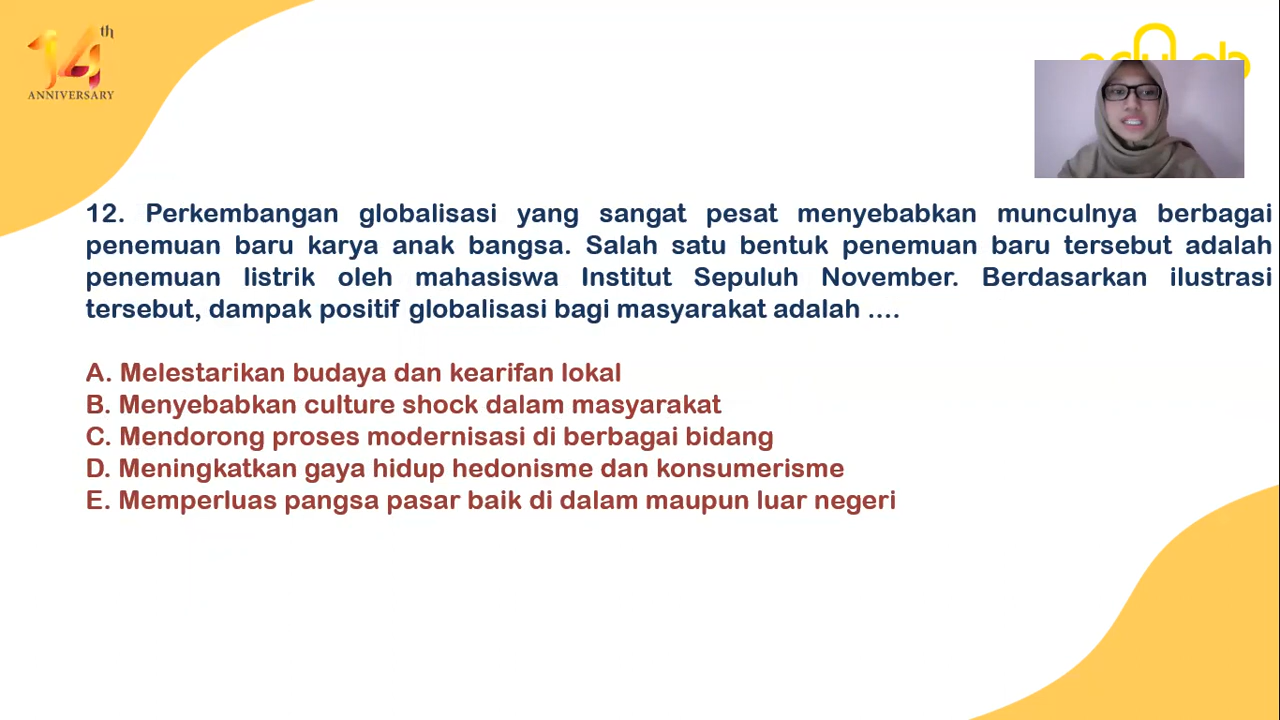 14th
ANNIVERSARY
12. Perkembangan globalisasi yang sangat pesat menyebabkan munculnya berbagai
penemuan baru karya anak bangsa. Salah satu bentuk penemuan baru tersebut adalah
penemuan listrik oleh mahasiswa Institut Sepuluh November. Berdasarkan ilustrasi
tersebut, dampak positif globalisasi bagi masyarakat adalah ....
A. Melestarikan budaya dan kearifan lokal
B. Menyebabkan culture shock dalam masyarakat
C. Mendorong proses modernisasi di berbagai bidang
D. Meningkatkan gaya hidup hedonisme dan konsumerisme
E. Memperluas pangsa pasar baik di dalam maupun luar negeri